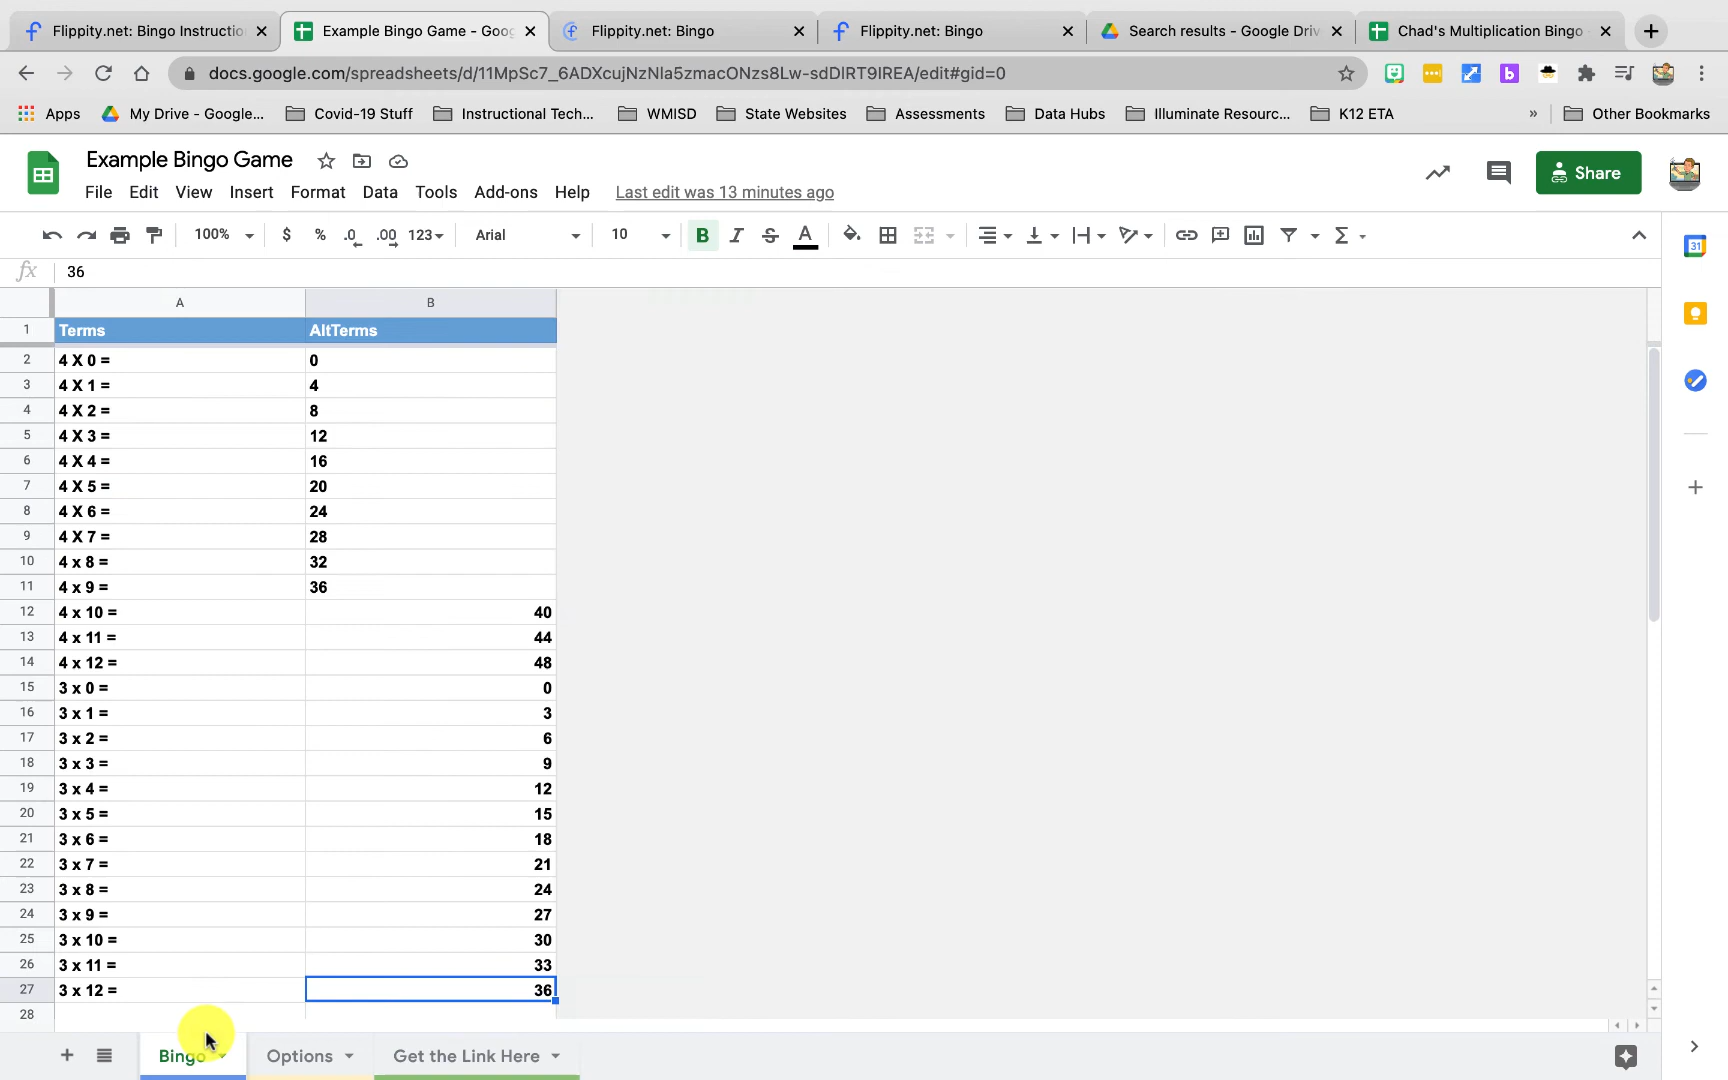 Flippity.net: Bingo Instructio
Example Bingo Game - Goog
Flippity.net: Bingo
Flippity.net: Bingo
Search results - Google Driv
Chad's Multiplication Bingo
docs.google.com/spreadsheets/d/11MpSc7_6ADXcujNzNla5zmacONzs8Lw-sdDIRT9IREA/edit#gid=0
Apps
My Drive - Google...
Covid-19 Stuff
Instructional Tech...
WMISD
State Websites
Assessments
Data Hubs
Illuminate Resourc...
K12 ETA
»
Other Bookmarks
Example Bingo Game
File Edit View Insert Format Data Tools Add-ons Help Last edit was 13 minutes ago
Share
100% $ % .0 .00 123 Arial 10 B I S A Σ
31
fx 36
A B
1 Terms AltTerms
2 4 X 0 = 0
3 4 X 1 = 4
4 4 X 2 = 8
5 4 X 3 = 12
6 4 X 4 = 16
7 4 X 5 = 20
8 4 X 6 = 24
9 4 X 7 = 28
10 4 x 8 = 32
11 4 x 9 = 36
12 4 x 10 = 40
13 4 x 11 = 44
14 4 x 12 = 48
15 3 x 0 = 0
16 3 x 1 = 3
17 3 x 2 = 6
18 3 x 3 = 9
19 3 x 4 = 12
20 3 x 5 = 15
21 3 x 6 = 18
22 3 x 7 = 21
23 3 x 8 = 24
24 3 x 9 = 27
25 3 x 10 = 30
26 3 x 11 = 33
27 3 x 12 = 36
28
Bingo
Options
Get the Link Here